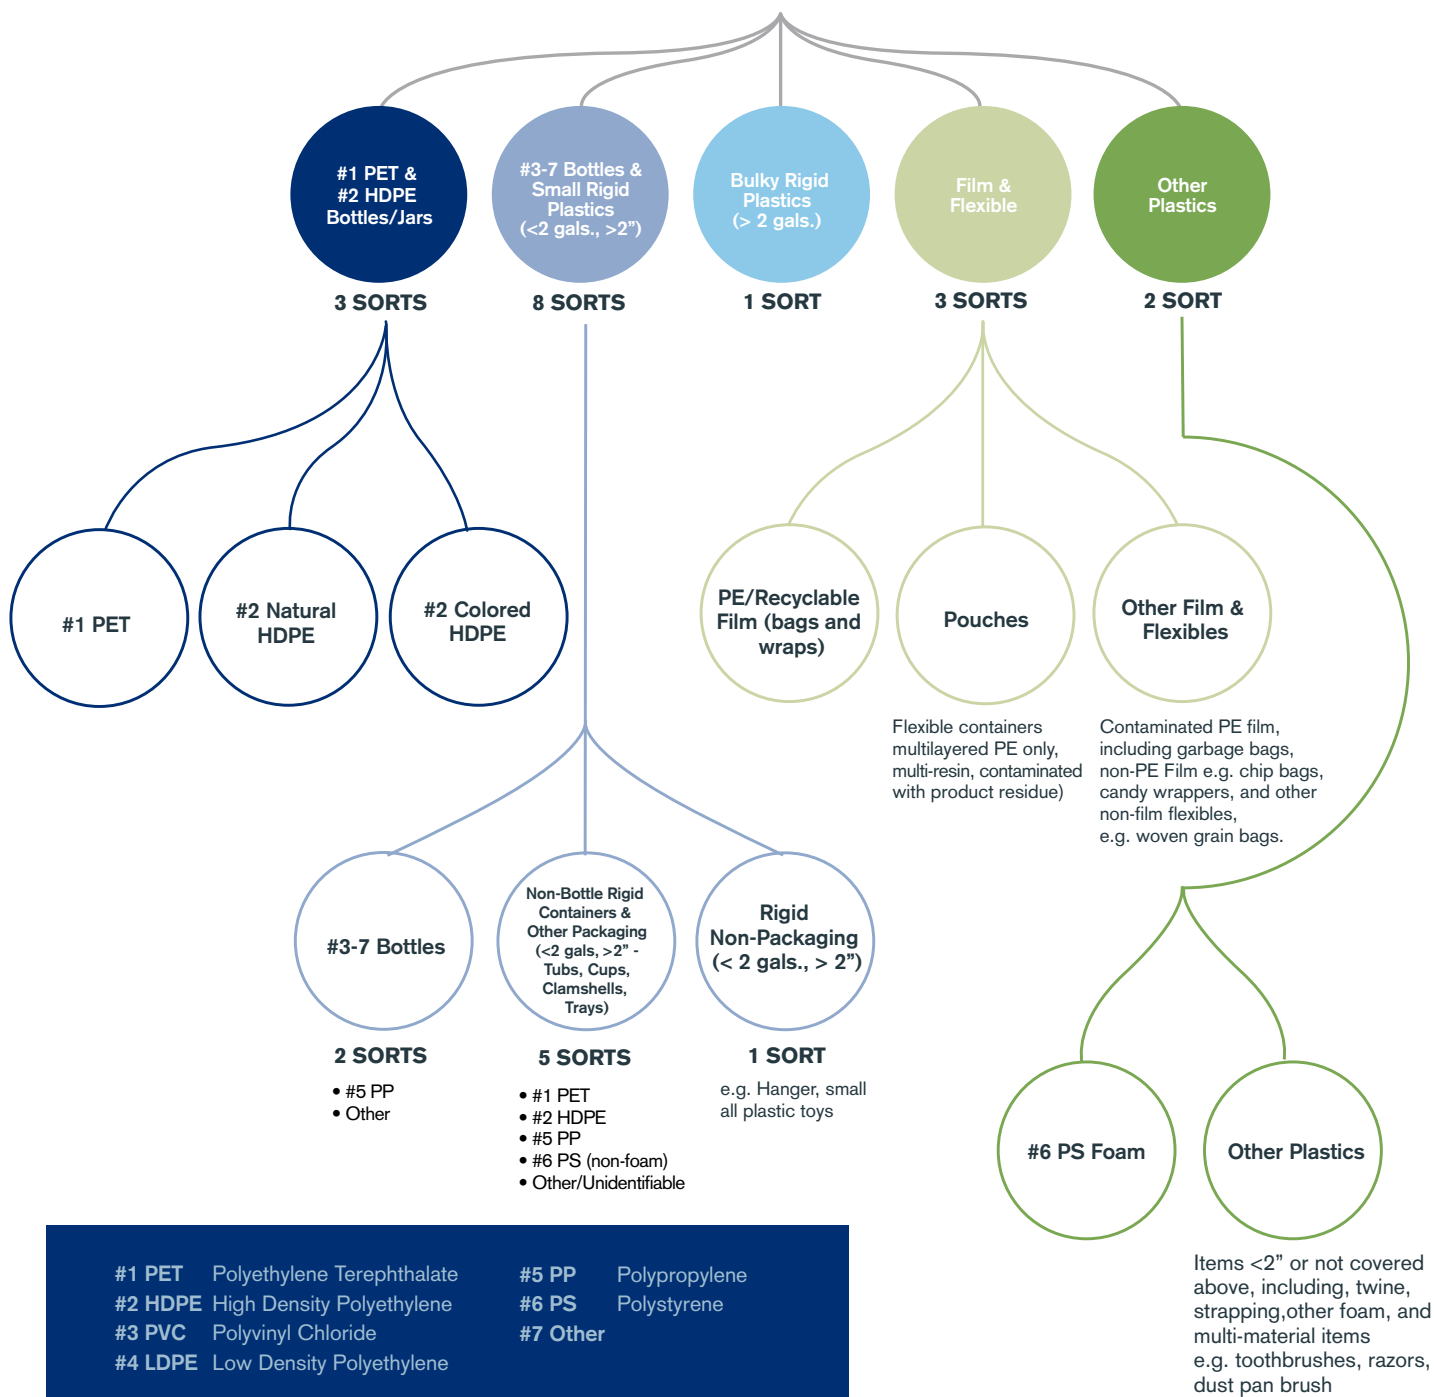 #1 PET &
#2 HDPE
Bottles/Jars
#3-7 Bottles &
Small Rigid
Plastics
(<2 gals., >2”)
Bulky Rigid
Plastics
(> 2 gals.)
Film &
Flexible
Other
Plastics
3 SORTS
8 SORTS
1 SORT
3 SORTS
2 SORT
#1 PET
#2 Natural
HDPE
#2 Colored
HDPE
PE/Recyclable
Film (bags and
wraps)
Pouches
Other Film &
Flexibles
Flexible containers
multilayered PE only,
multi-resin, contaminated
with product residue)
Contaminated PE film,
including garbage bags,
non-PE Film e.g. chip bags,
candy wrappers, and other
non-film flexibles,
e.g. woven grain bags.
#3-7 Bottles
Non-Bottle Rigid
Containers &
Other Packaging
(<2 gals, >2” -
Tubs, Cups,
Clamshells,
Trays)
Rigid
Non-Packaging
(< 2 gals., > 2”)
2 SORTS
• #5 PP
• Other
5 SORTS
• #1 PET
• #2 HDPE
• #5 PP
• #6 PS (non-foam)
• Other/Unidentifiable
1 SORT
e.g. Hanger, small
all plastic toys
#6 PS Foam
Other Plastics
Items <2” or not covered
above, including, twine,
strapping,other foam, and
multi-material items
e.g. toothbrushes, razors,
dust pan brush
#1 PET Polyethylene Terephthalate
#2 HDPE High Density Polyethylene
#3 PVC Polyvinyl Chloride
#4 LDPE Low Density Polyethylene
#5 PP Polypropylene
#6 PS Polystyrene
#7 Other